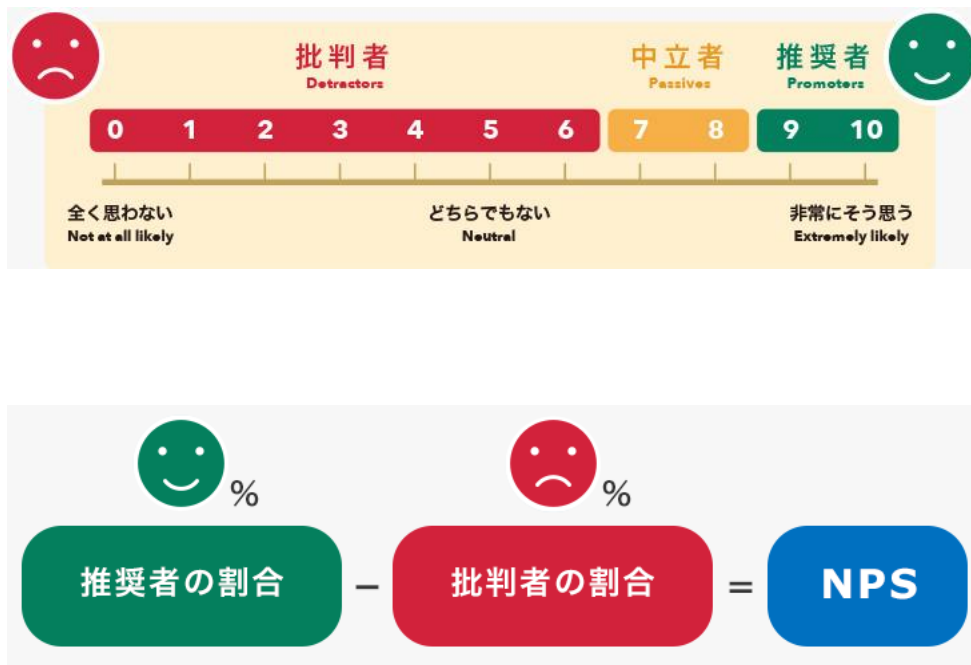 批判者
Detractors
中立者
Passives
推奨者
Promoters
0 1 2 3 4 5 6 7 8 9 10
全く思わない
Not at all likely
どちらでもない
Neutral
非常にそう思う
Extremely likely
% %
推奨者の割合 − 批判者の割合 = NPS